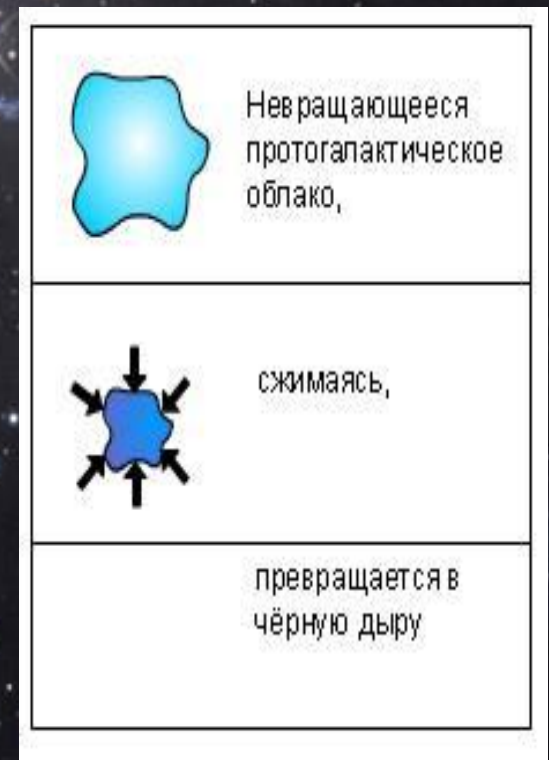 Невращающееся
протогалактическое
облако,
сжимаясь,
превращается в
чёрную дыру